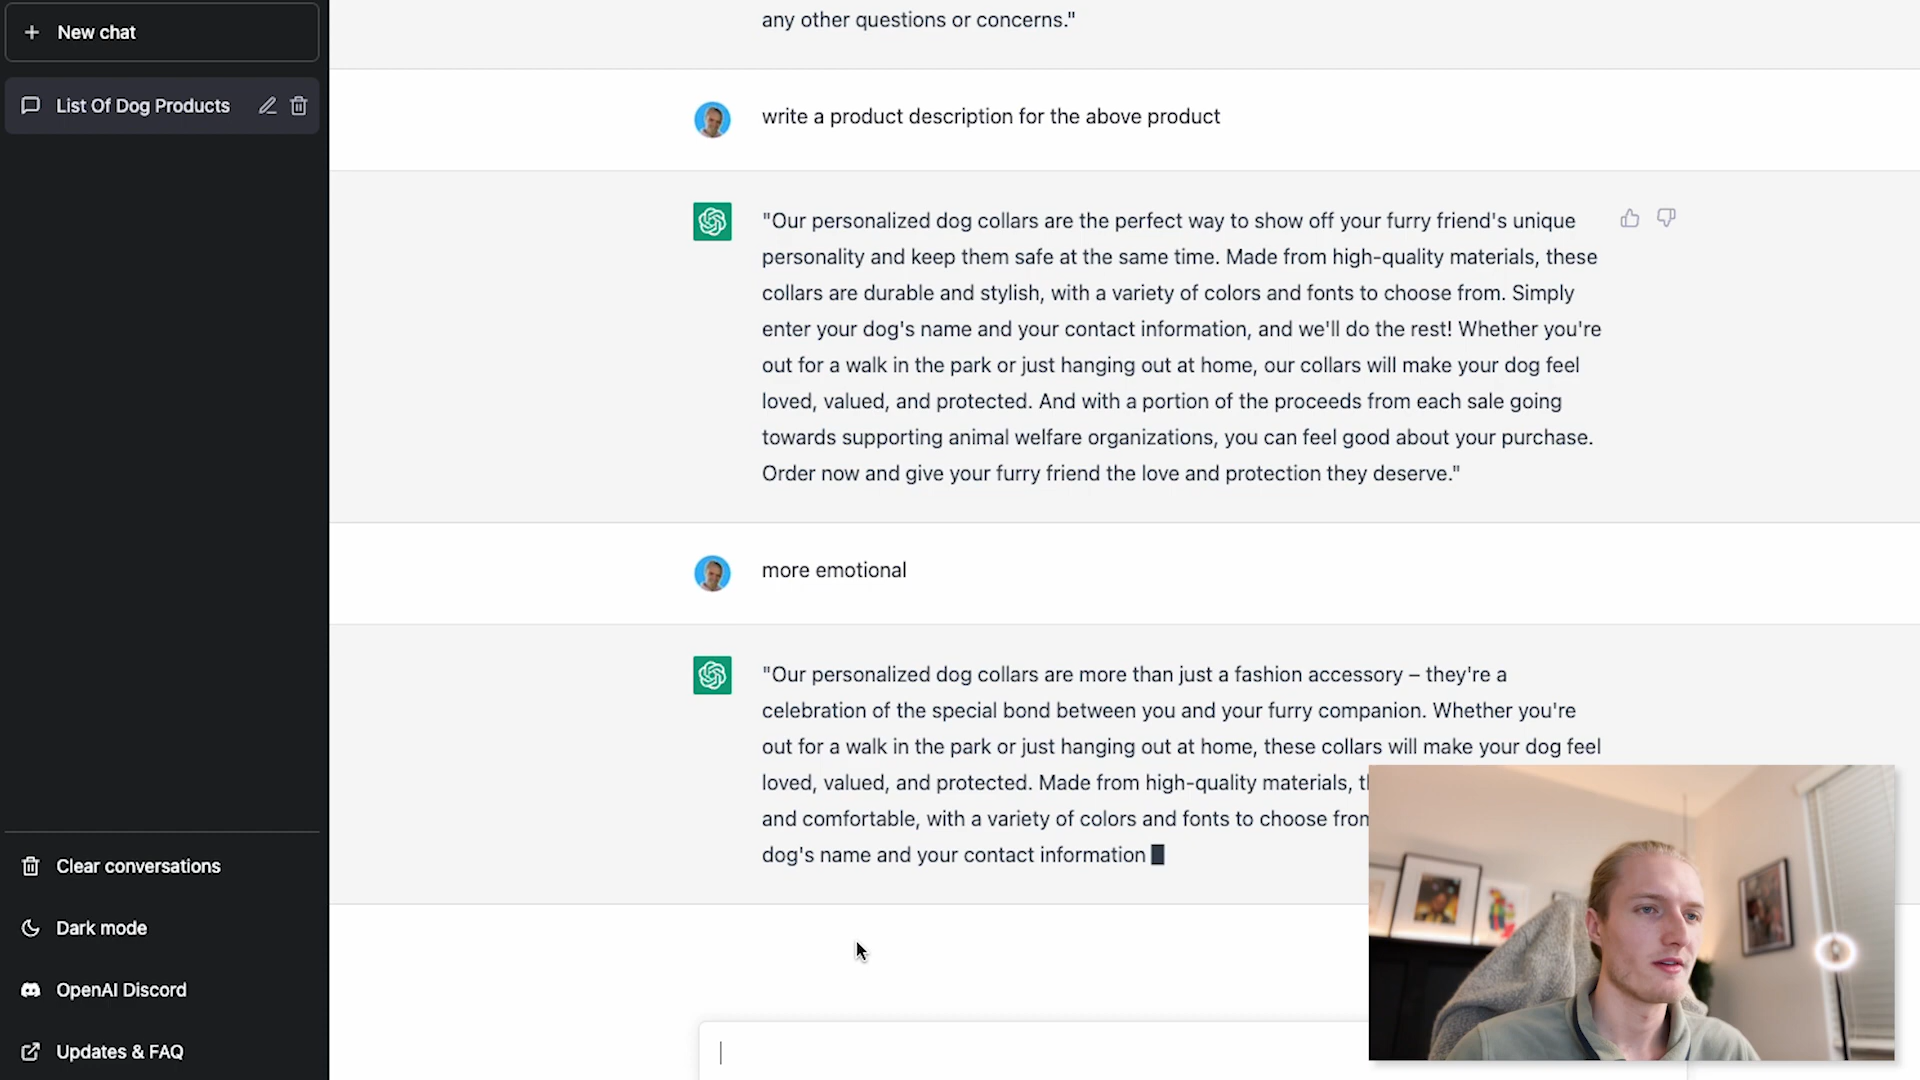 New chat
List Of Dog Products
any other questions or concerns."
write a product description for the above product
"Our personalized dog collars are the perfect way to show off your furry friend's unique
personality and keep them safe at the same time. Made from high-quality materials, these
collars are durable and stylish, with a variety of colors and fonts to choose from. Simply
enter your dog's name and your contact information, and we'll do the rest! Whether you're
out for a walk in the park or just hanging out at home, our collars will make your dog feel
loved, valued, and protected. And with a portion of the proceeds from each sale going
towards supporting animal welfare organizations, you can feel good about your purchase.
Order now and give your furry friend the love and protection they deserve."
more emotional
"Our personalized dog collars are more than just a fashion accessory – they're a
celebration of the special bond between you and your furry companion. Whether you're
out for a walk in the park or just hanging out at home, these collars will make your dog feel
loved, valued, and protected. Made from high-quality materials,
and comfortable, with a variety of colors and fonts to choose
dog's name and your contact information
Clear conversations
Dark mode
OpenAI Discord
Updates & FAQ